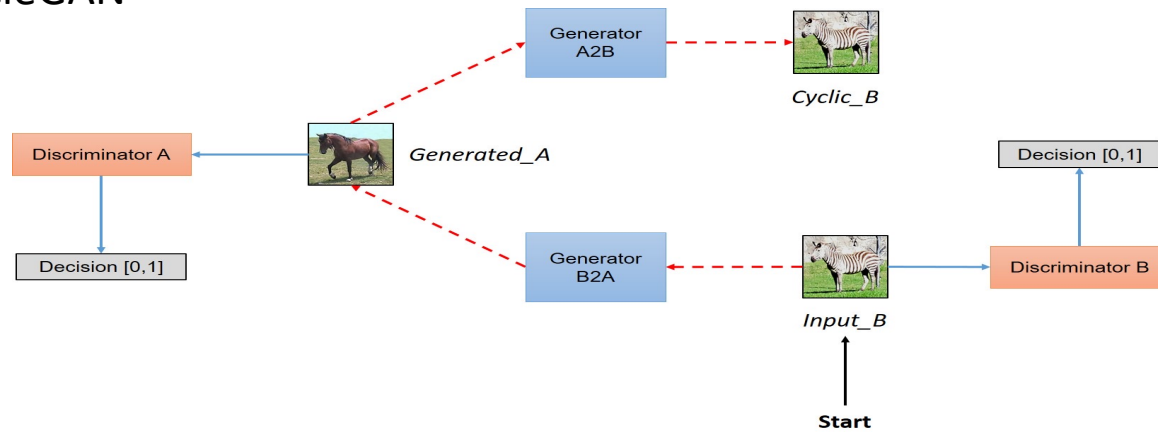 Generator
A2B
Cyclic_B
Discriminator A
Generated_A
Decision [0,1]
Decision [0,1]
Generator
B2A
Discriminator B
Input_B
Start